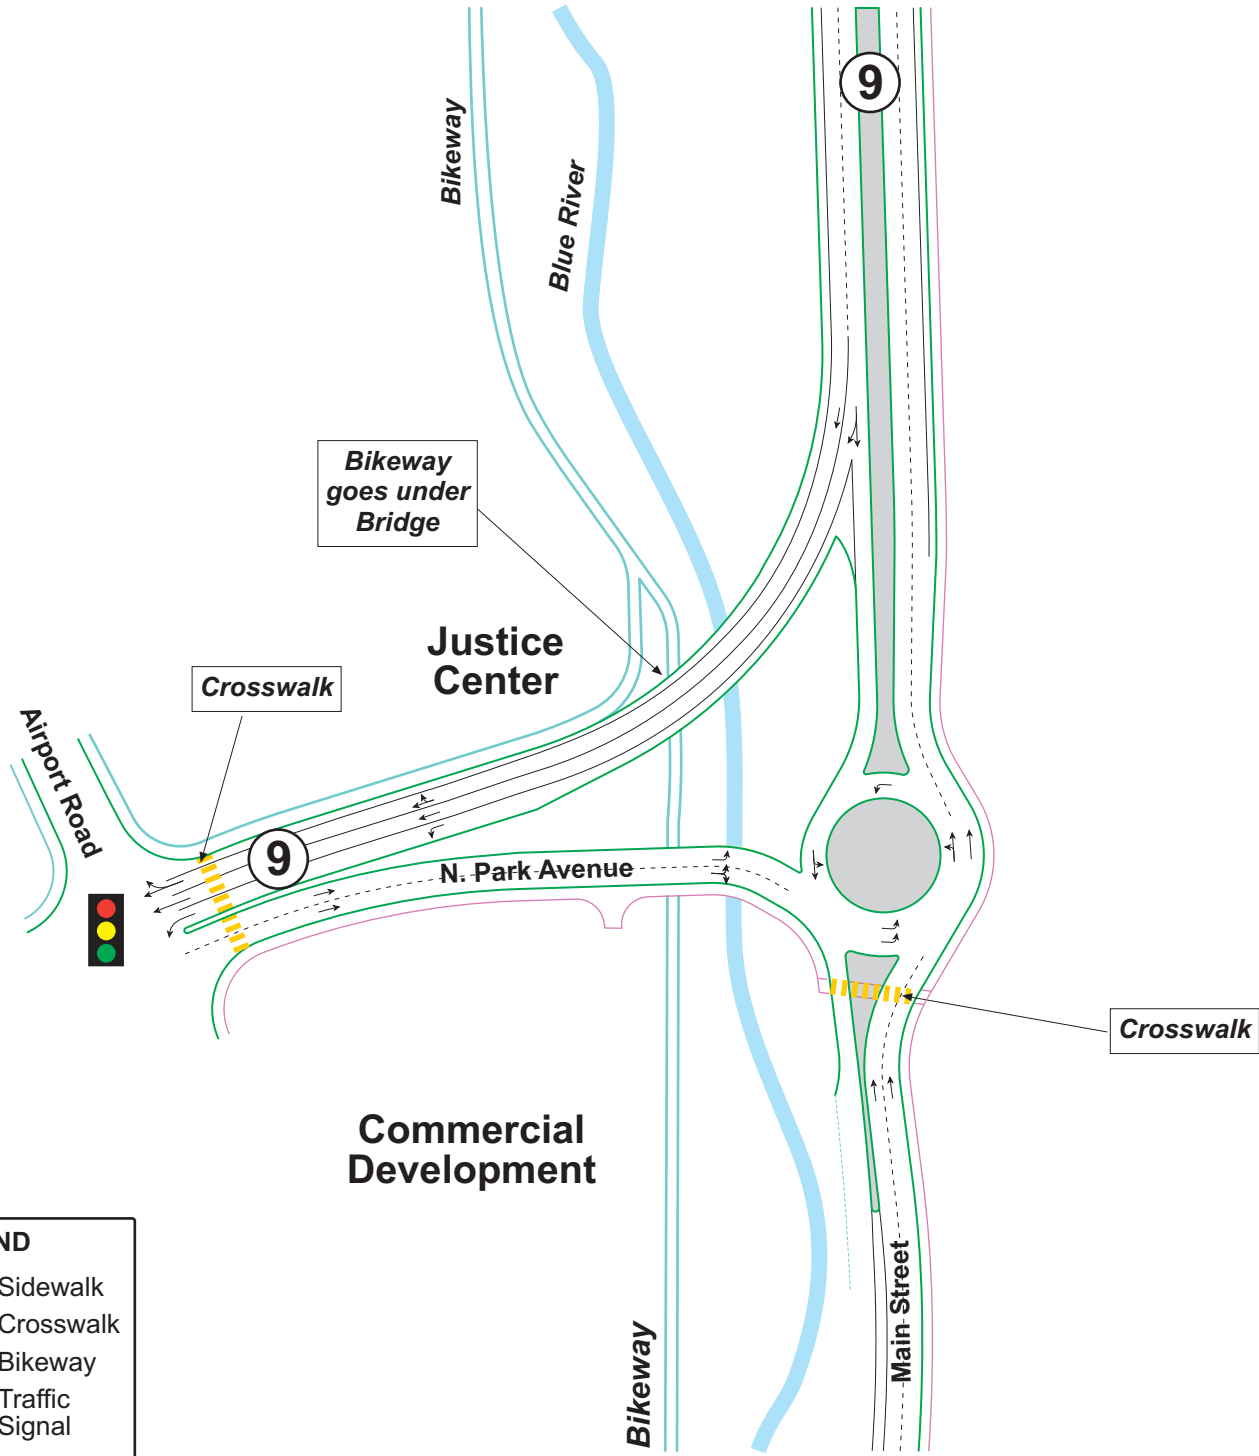 9
Bikeway
Blue River
Bikeway
goes under
Bridge
Justice
Center
Crosswalk
Airport Road
9
N. Park Avenue
Crosswalk
Commercial
Development
Main Street
Bikeway
ND
Sidewalk
Crosswalk
Bikeway
Traffic
Signal